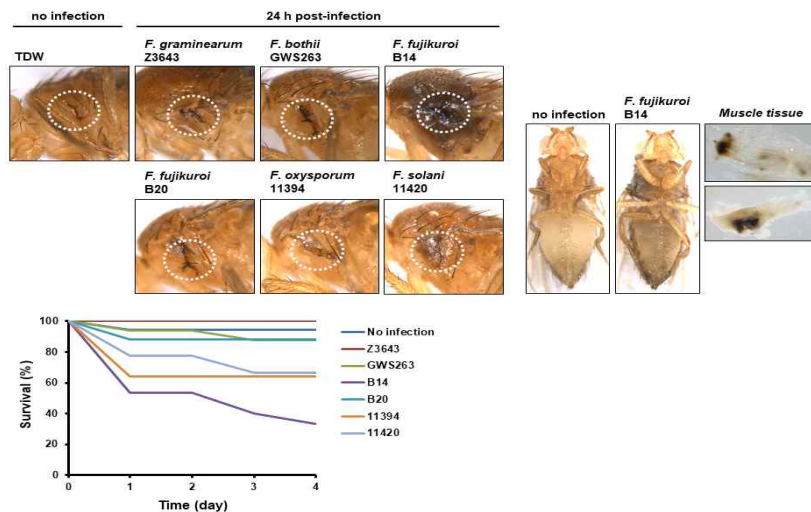 no infection
24 h post-infection
TDW
F. graminearum
Z3643
F. bothii
GWS263
F. fujikuroi
B14
F. fujikuroi
B20
F. oxysporum
11394
F. solani
11420
no infection
F. fujikuroi
B14
Muscle tissue
100
80
60
40
20
0
Survival (%)
0 1 2 3 4
Time (day)
No infection
Z3643
GWS263
B14
B20
11394
11420